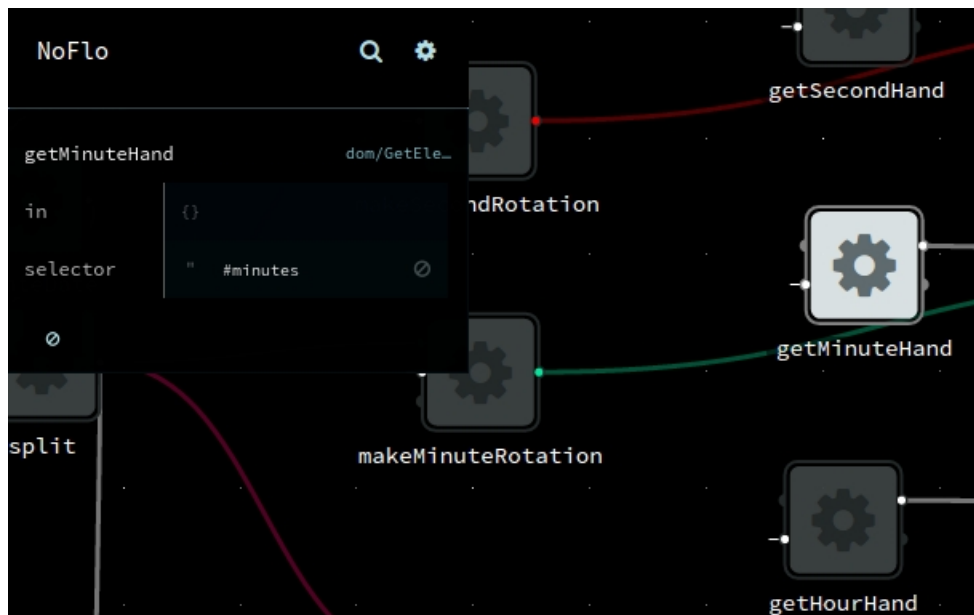 NoFlo
getMinuteHand
dom/GetEle…
in
{}
selector
" #minutes
split
ndRotation
makeMinuteRotation
getSecondHand
getMinuteHand
getHourHand